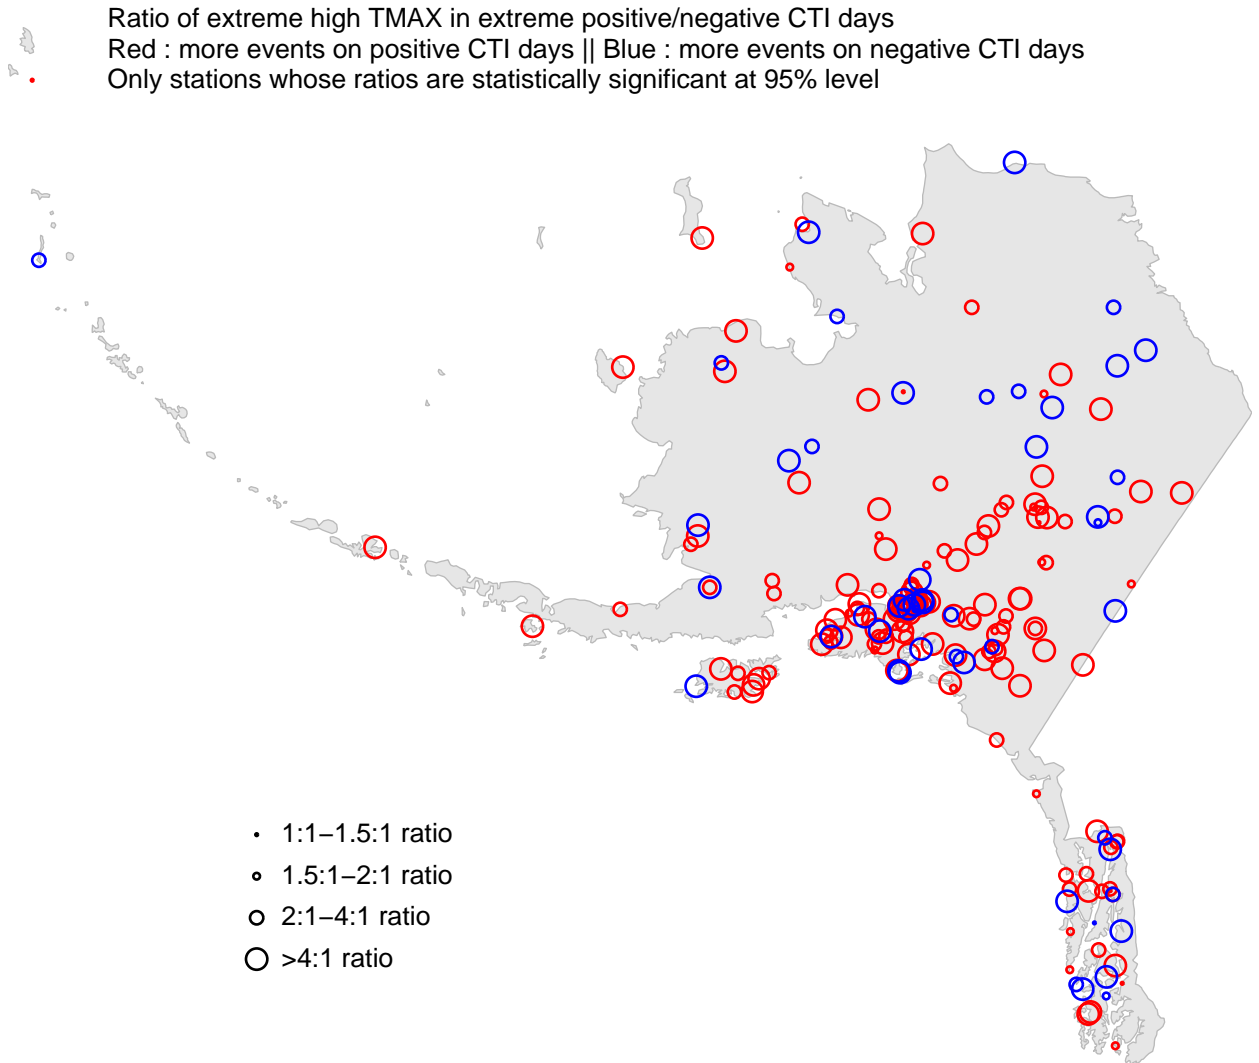 Ratio of extreme high TMAX in extreme positive/negative CTI days
Red : more events on positive CTI days || Blue : more events on negative CTI days
Only stations whose ratios are statistically significant at 95% level
1:1−1.5:1 ratio
1.5:1−2:1 ratio
2:1−4:1 ratio
>4:1 ratio